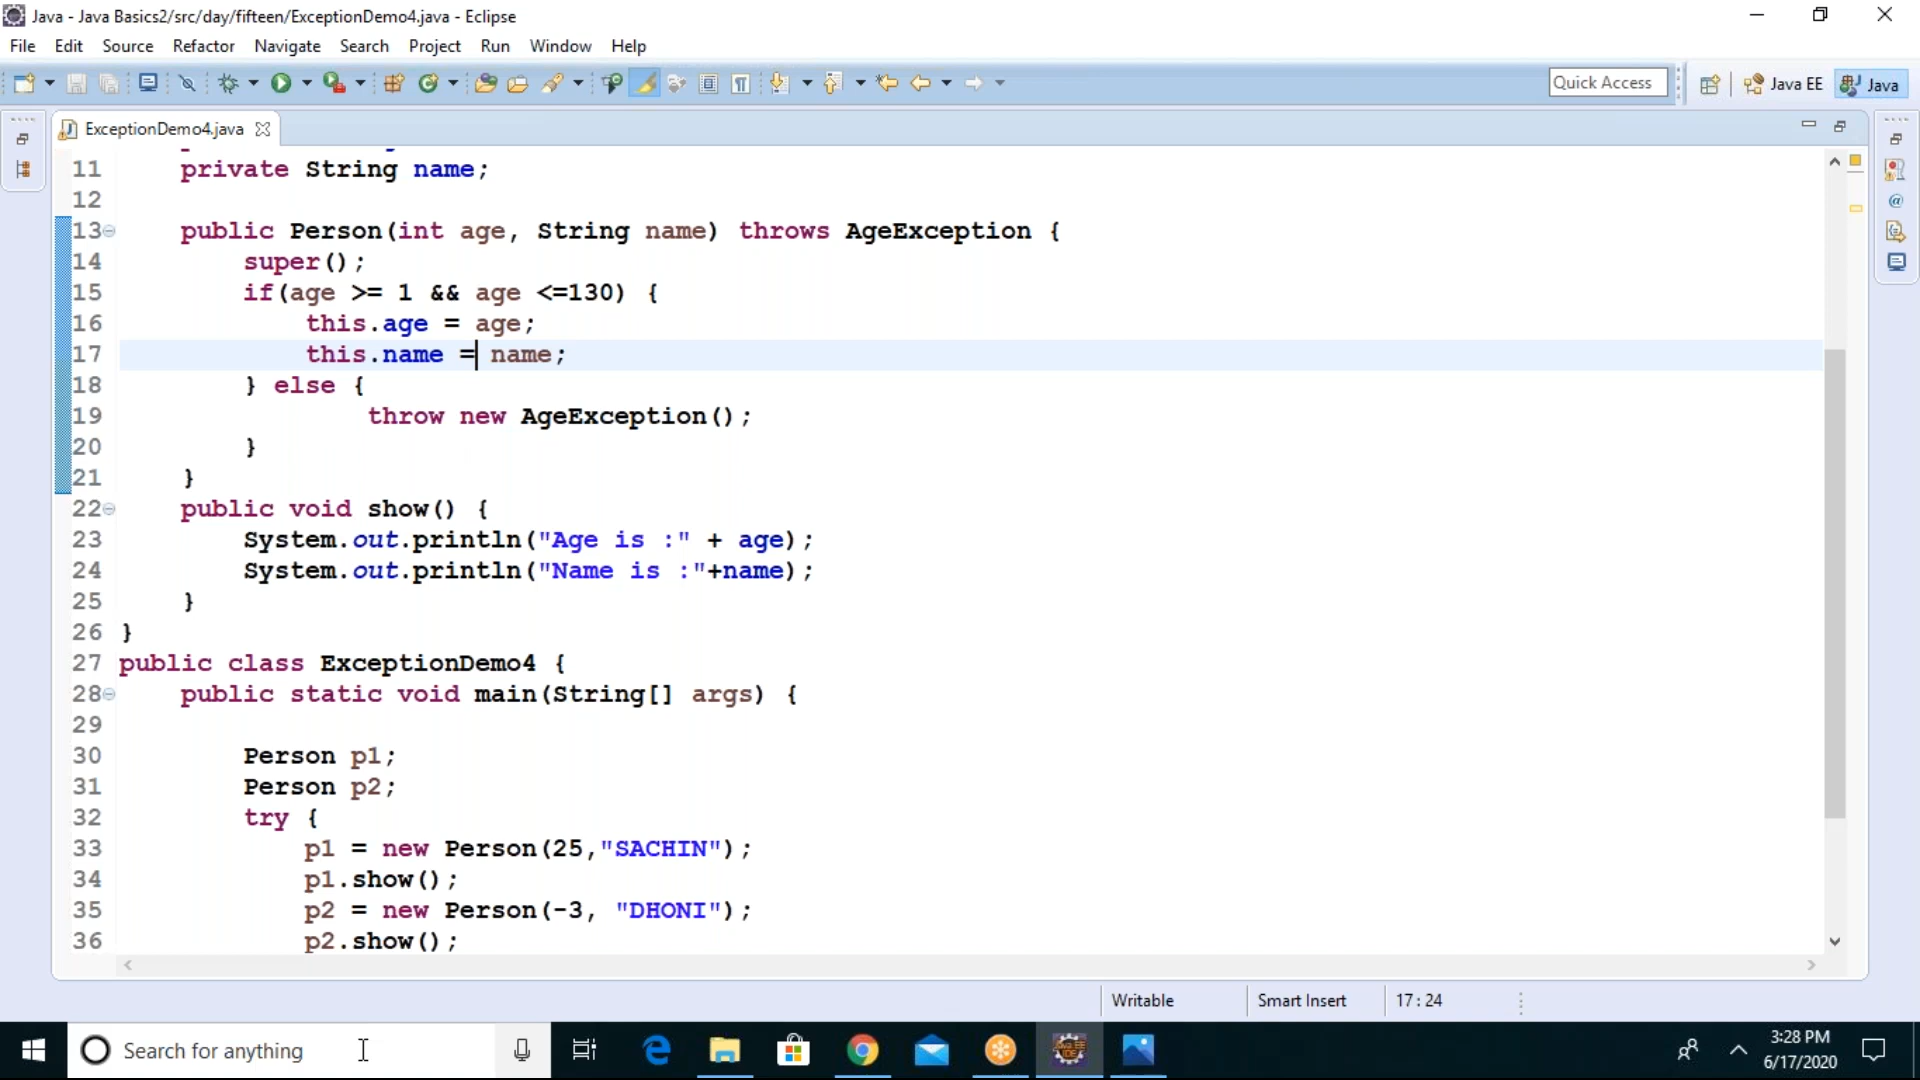 Java - Java Basics2/src/day/fifteen/ExceptionDemo4.java - Eclipse
File Edit Source Refactor Navigate Search Project Run Window Help
Quick Access Java EE Java
ExceptionDemo4.java
11 private String name;
12
13 public Person(int age, String name) throws AgeException {
14 super();
15 if(age >= 1 && age <=130) {
16 this.age = age;
17 this.name = name;
18 } else {
19 throw new AgeException();
20 }
21 }
22 public void show() {
23 System.out.println("Age is :" + age);
24 System.out.println("Name is :"+name);
25 }
26 }
27 public class ExceptionDemo4 {
28 public static void main(String[] args) {
29
30 Person p1;
31 Person p2;
32 try {
33 p1 = new Person(25,"SACHIN");
34 p1.show();
35 p2 = new Person(-3, "DHONI");
36 p2.show();
Writable Smart Insert 17 : 24
Search for anything
3:28 PM
6/17/2020